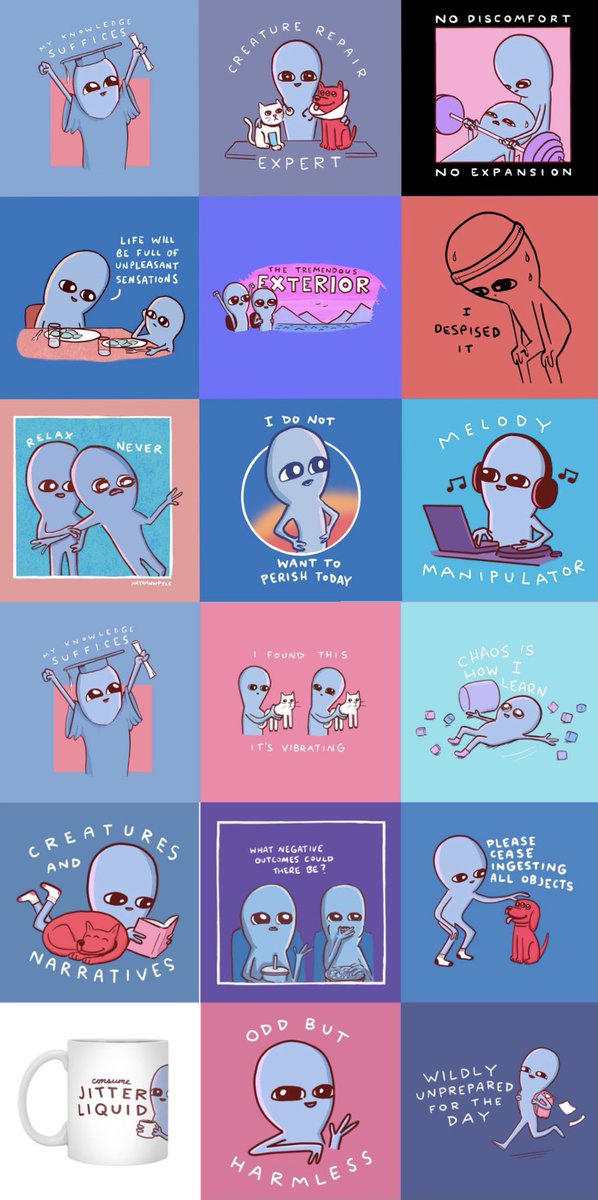 MY KNOWLEDGE
SUFFICES
CREATURE REPAIR
EXPERT
NO DISCOMFORT
NO EXPANSION
LIFE WILL
BE FULL OF
UNPLEASANT
SENSATIONS
THE TREMENDOUS
EXTERIOR
I
DESPISED
IT
RELAX
NEVER
NATHANWPYLE
I DO NOT
WANT TO
PERISH TODAY
MELODY
MANIPULATOR
MY KNOWLEDGE
SUFFICES
I FOUND THIS
IT'S VIBRATING
CHAOS IS
HOW I
LEARN
CREATURES
AND
NARRATIVES
WHAT NEGATIVE
OUTCOMES COULD
THERE BE?
PLEASE
CEASE
INGESTING
ALL OBJECTS
consume
JITTER
LIQUID
ODD BUT
HARMLESS
WILDLY
UNPREPARED
FOR THE
DAY